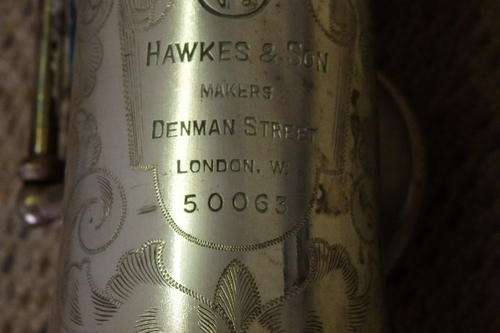 HAWKES & SON
MAKERS
DENMAN STREET
LONDON. W.
50063